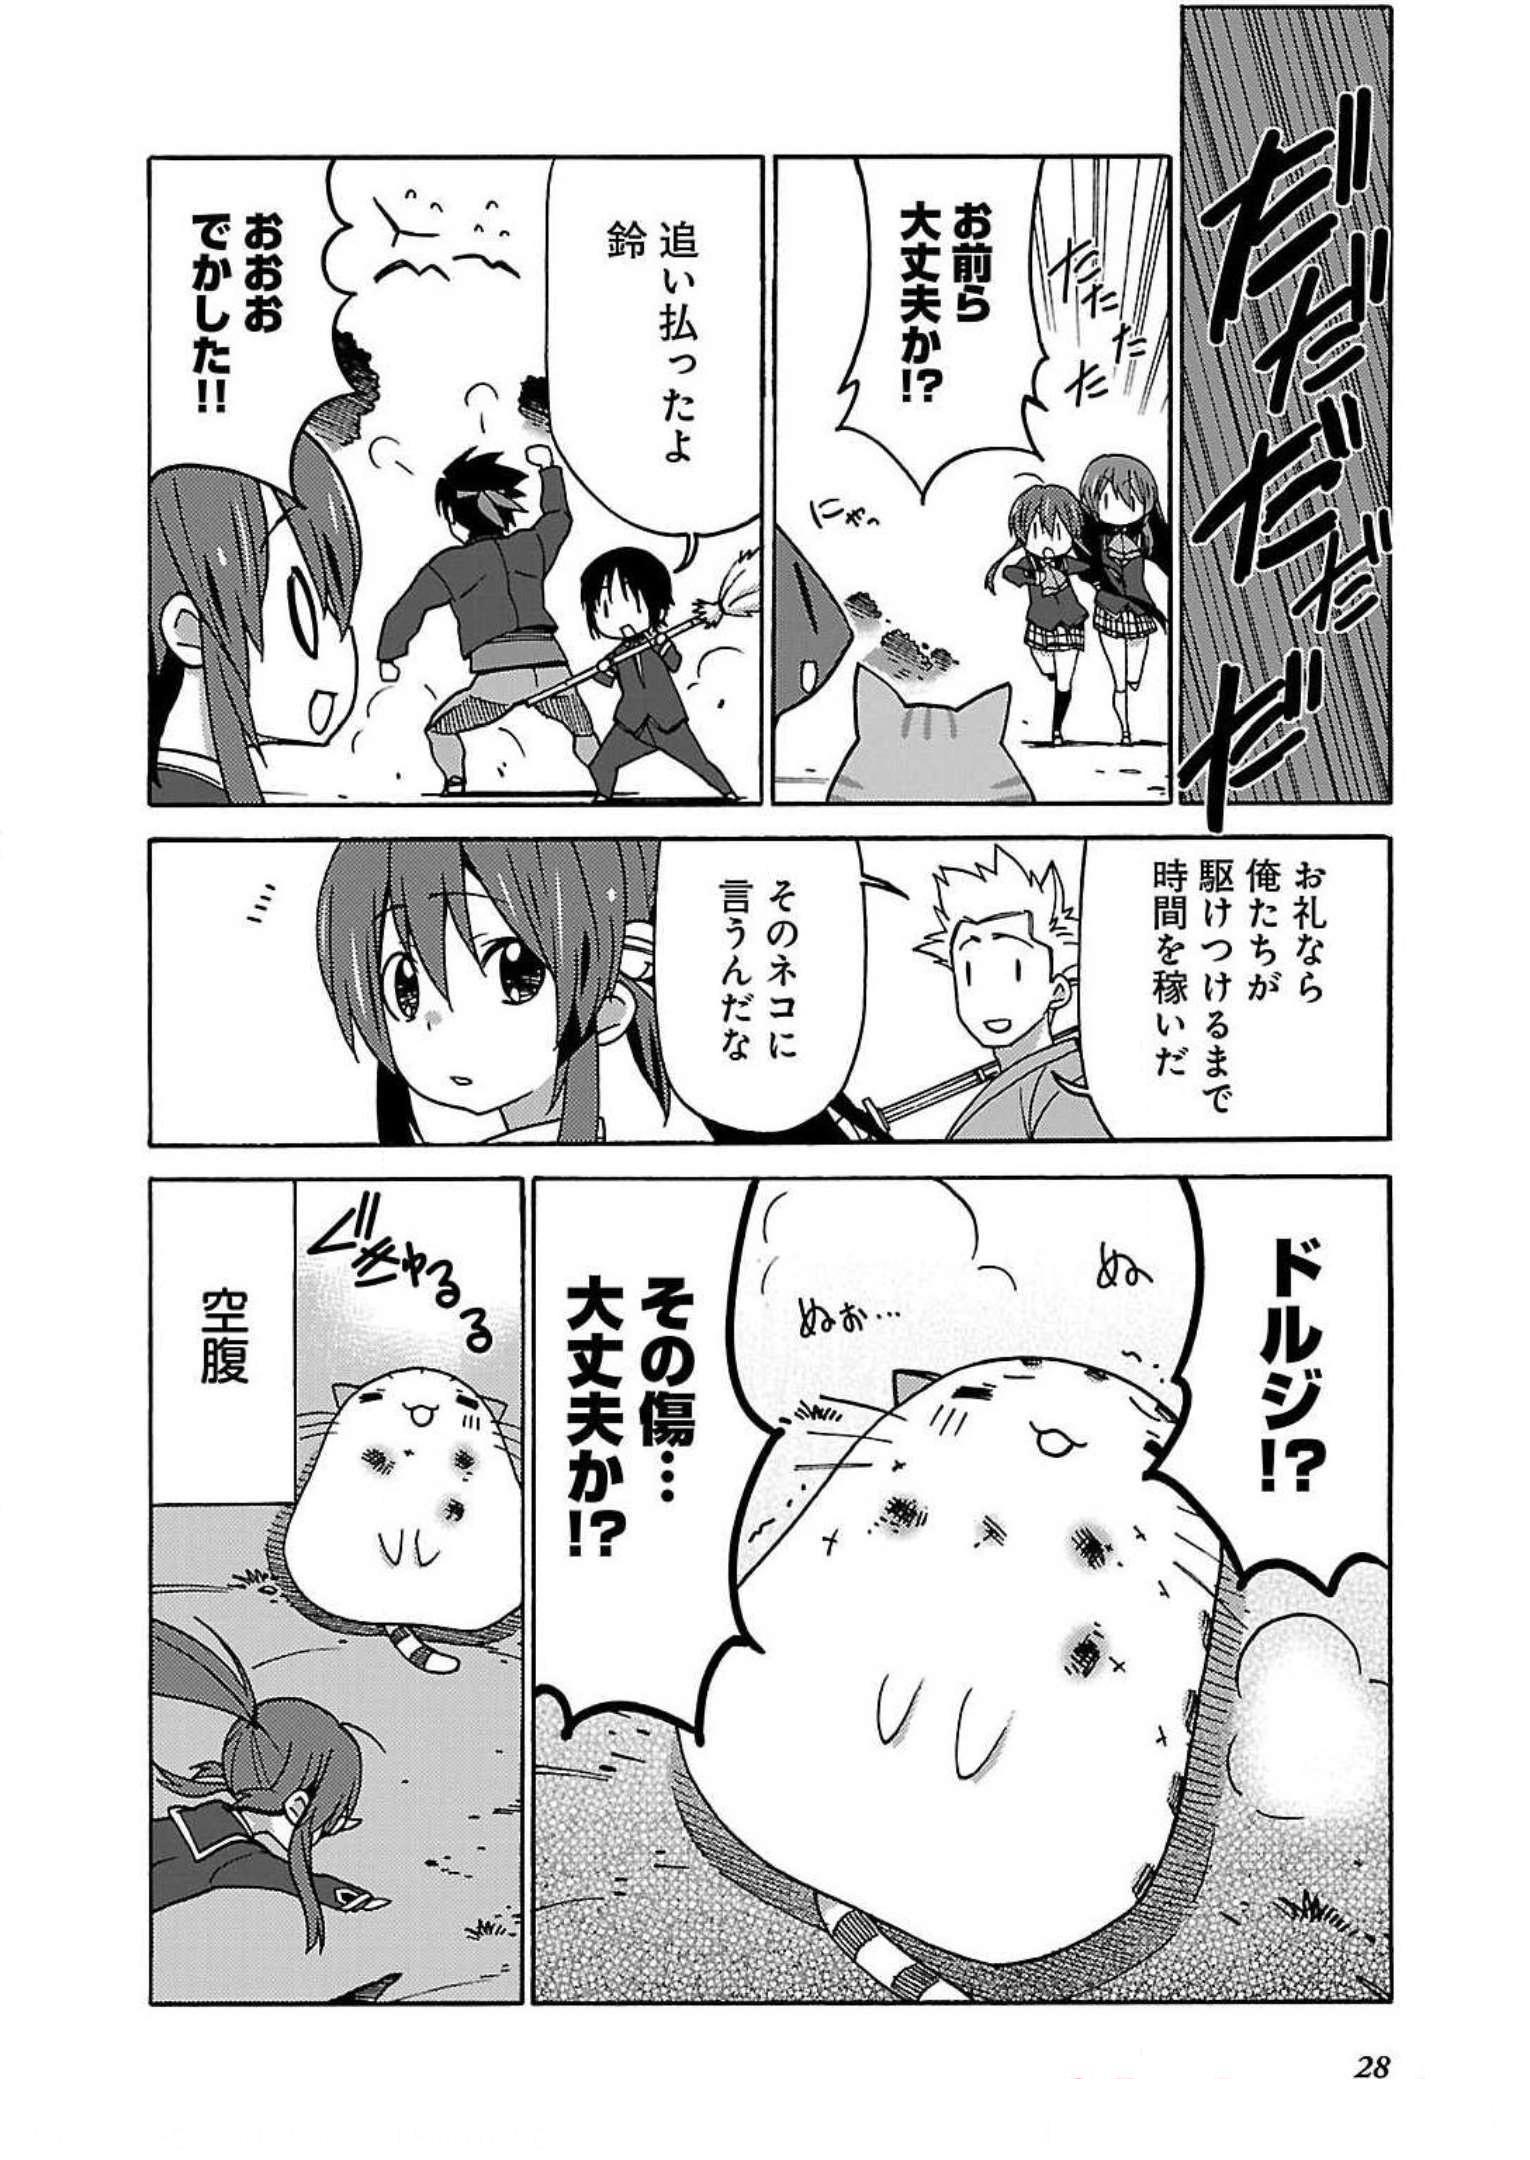 だだだだだ
だただただ
お前ら
大丈夫か!?
にゃっ
追い払ったよ
鈴
おおお
でかした!!
お礼なら
俺たちが
駆けつけるまで
時間を稼いだ
そのネコに
言うんだな
ドルジ!?
ぬ
ぬぉ…
その傷…
大丈夫か!?
ぐきゅるる
空腹
28